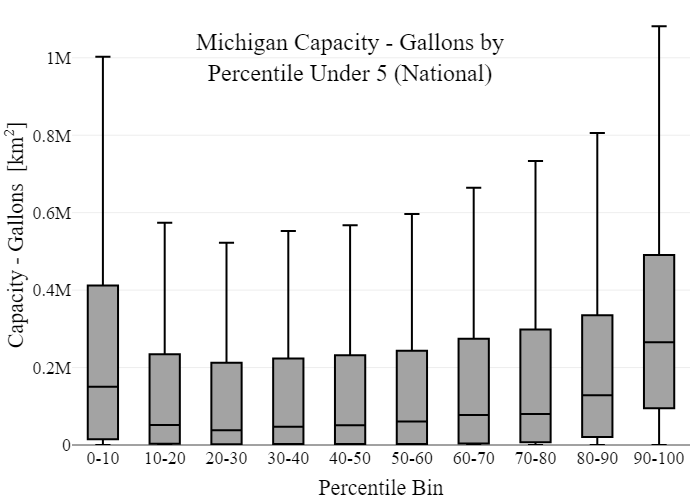 Michigan Capacity - Gallons by
Percentile Under 5 (National)
Capacity - Gallons [km²]
1M
0.8M
0.6M
0.4M
0.2M
0
0-10 10-20 20-30 30-40 40-50 50-60 60-70 70-80 80-90 90-100
Percentile Bin